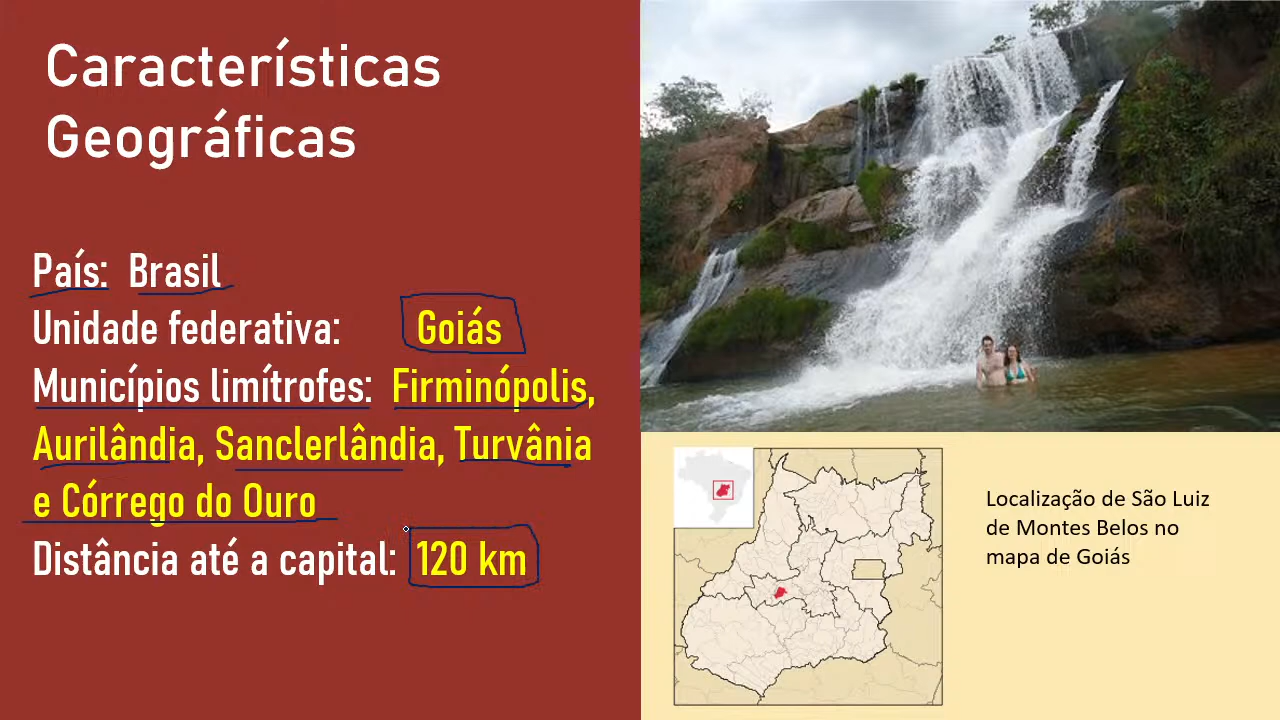 Características
Geográficas
País: Brasil
Unidade federativa: Goiás
Municípios limítrofes: Firminópolis,
Aurilândia, Sanclerlândia, Turvânia
e Córrego do Ouro
Distância até a capital: 120 km
Localização de São Luiz
de Montes Belos no
mapa de Goiás